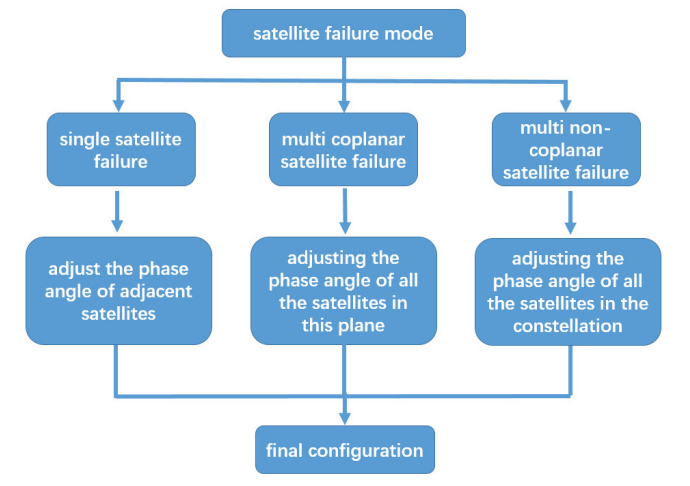 satellite failure mode
single satellite
failure
multi coplanar
satellite failure
multi non-
coplanar
satellite failure
adjust the phase
angle of adjacent
satellites
adjusting the
phase angle of all
the satellites in
this plane
adjusting the
phase angle of all
the satellites in the
constellation
final configuration